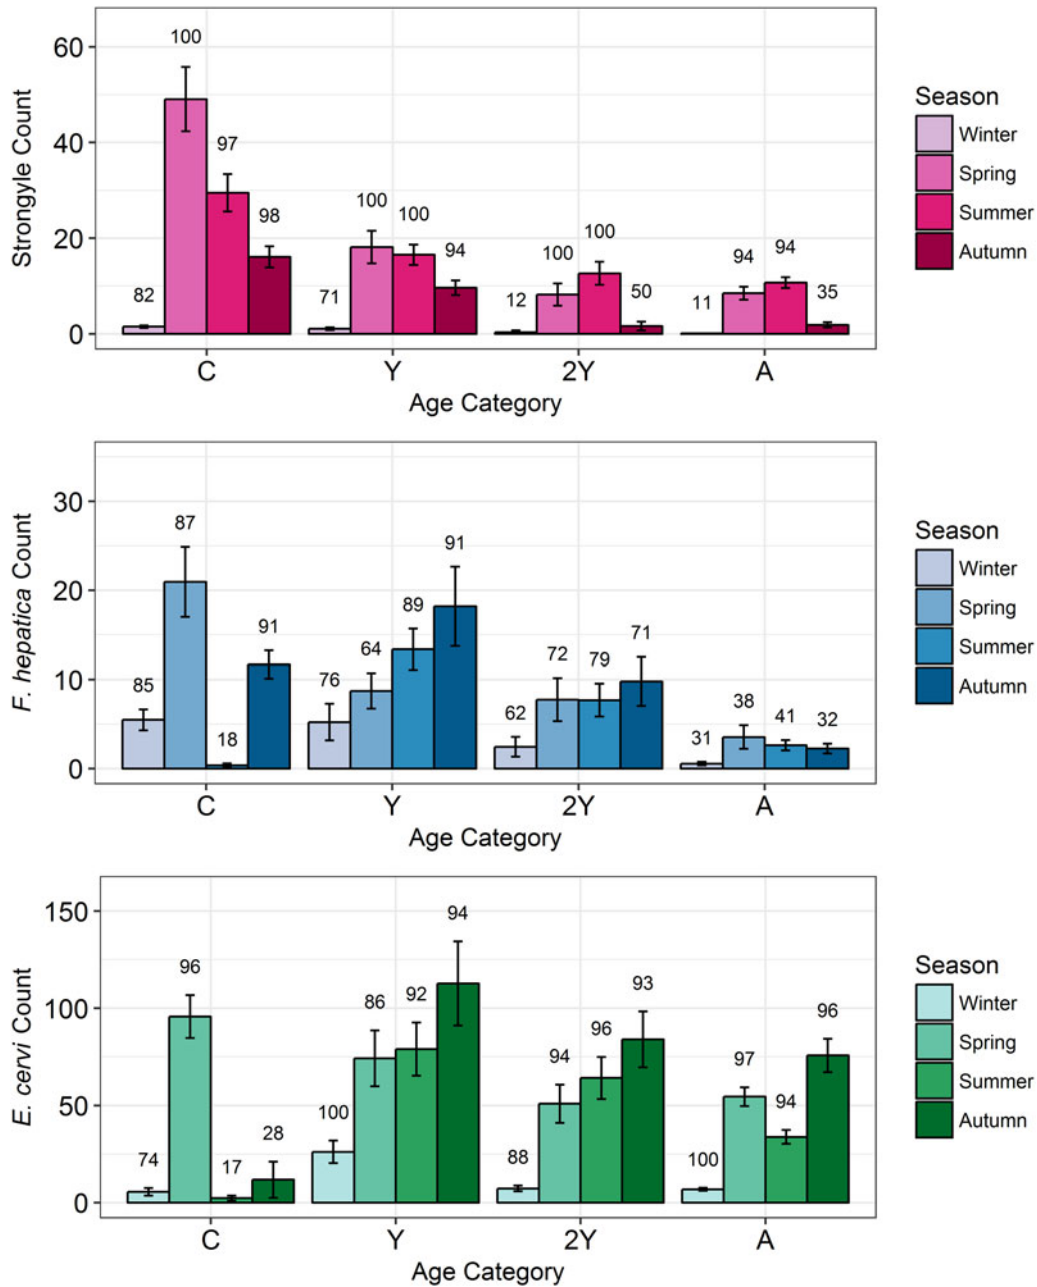 60
40
20
0
Strongyle Count
82 100 97 98 71 100 100 94 12 100 100 50 11 94 94 35
C Y 2Y A
Age Category
Season
Winter
Spring
Summer
Autumn
30
20
10
0
F. hepatica Count
85 87 18 91 76 64 89 91 62 72 79 71 31 38 41 32
C Y 2Y A
Age Category
Season
Winter
Spring
Summer
Autumn
150
100
50
0
E. cervi Count
74 96 17 28 100 86 92 94 88 94 96 93 100 97 94 96
C Y 2Y A
Age Category
Season
Winter
Spring
Summer
Autumn